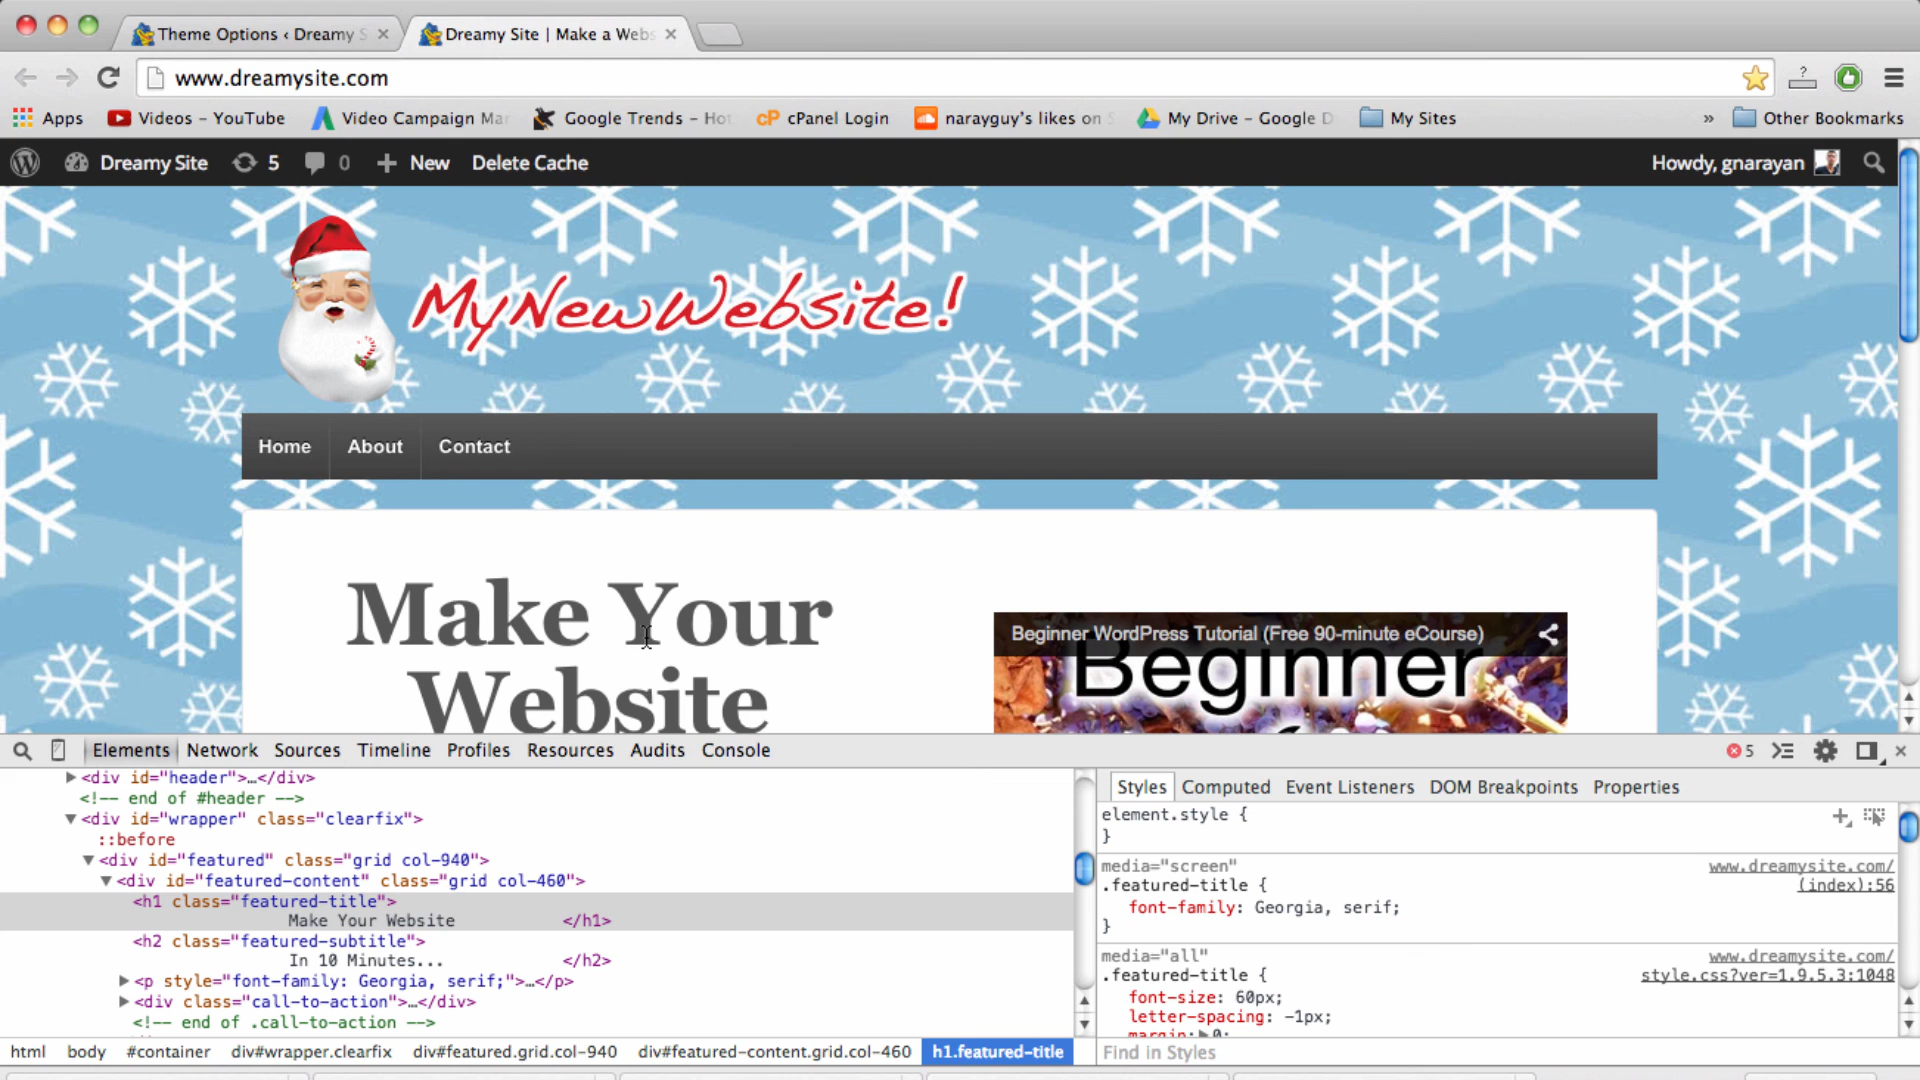 Theme Options ‹ Dreamy S
Dreamy Site | Make a Webs
www.dreamysite.com
Apps
Videos - YouTube
Video Campaign Ma
Google Trends - Hot
cP cPanel Login
narayguy's likes on S
My Drive - Google D
My Sites
»
Other Bookmarks
Dreamy Site
5
0
New
Delete Cache
Howdy, gnarayan
MyNewWebsite!
Home
About
Contact
Make Your
Website
Beginner WordPress Tutorial (Free 90-minute eCourse)
Beginner
Elements Network Sources Timeline Profiles Resources Audits Console
5
<div id="header">…</div>
<!-- end of #header -->
<div id="wrapper" class="clearfix">
::before
<div id="featured" class="grid col-940">
<div id="featured-content" class="grid col-460">
<h1 class="featured-title">
Make Your Website </h1>
<h2 class="featured-subtitle">
In 10 Minutes... </h2>
<p style="font-family: Georgia, serif;">…</p>
<div class="call-to-action">…</div>
<!-- end of .call-to-action -->
html body #container div#wrapper.clearfix div#featured.grid.col-940 div#featured-content.grid.col-460 h1.featured-title
Styles Computed Event Listeners DOM Breakpoints Properties
element.style {
}
media="screen" www.dreamysite.com/
.featured-title { (index):56
font-family: Georgia, serif;
}
media="all" www.dreamysite.com/
.featured-title { style.css?ver=1.9.5.3:1048
font-size: 60px;
letter-spacing: -1px;
margin: 0;
Find in Styles